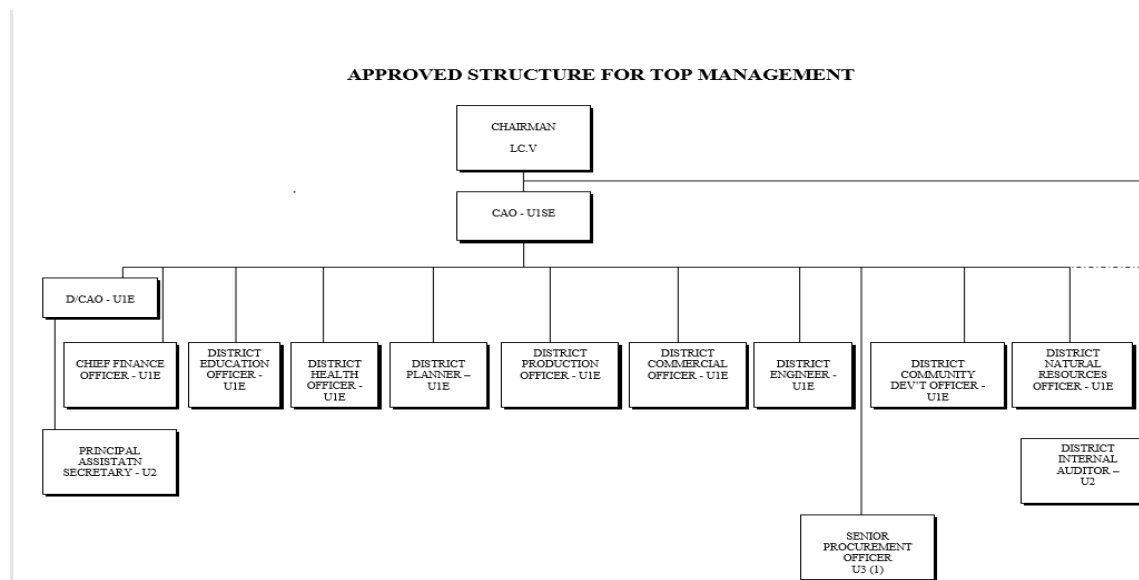 APPROVED STRUCTURE FOR TOP MANAGEMENT
CHAIRMAN
LC.V
CAO - U1SE
D/CAO - U1E
CHIEF FINANCE
OFFICER - U1E
DISTRICT
EDUCATION
OFFICER -
U1E
DISTRICT
HEALTH
OFFICER -
U1E
DISTRICT
PLANNER –
U1E
DISTRICT
PRODUCTION
OFFICER - U1E
DISTRICT
COMMERCIAL
OFFICER - U1E
DISTRICT
ENGINEER -
U1E
DISTRICT
COMMUNITY
DEV'T OFFICER -
U1E
DISTRICT
NATURAL
RESOURCES
OFFICER - U1E
PRINCIPAL
ASSISTATN
SECRETARY - U2
DISTRICT
INTERNAL
AUDITOR –
U2
SENIOR
PROCUREMENT
OFFICER
U3 (1)